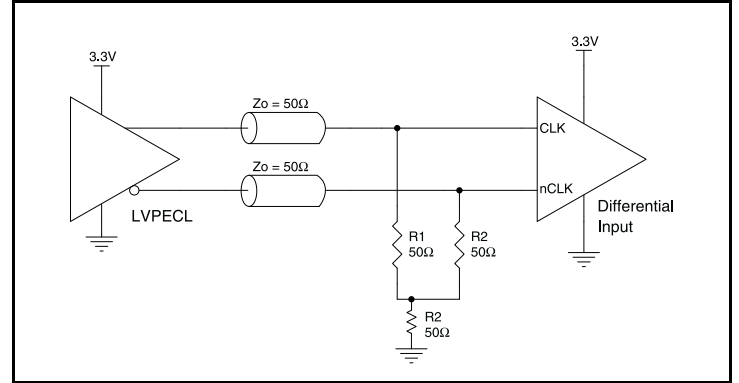 3.3V
3.3V
Zo = 50Ω
CLK
Zo = 50Ω
nCLK
LVPECL
Differential
Input
R1
50Ω
R2
50Ω
R2
50Ω